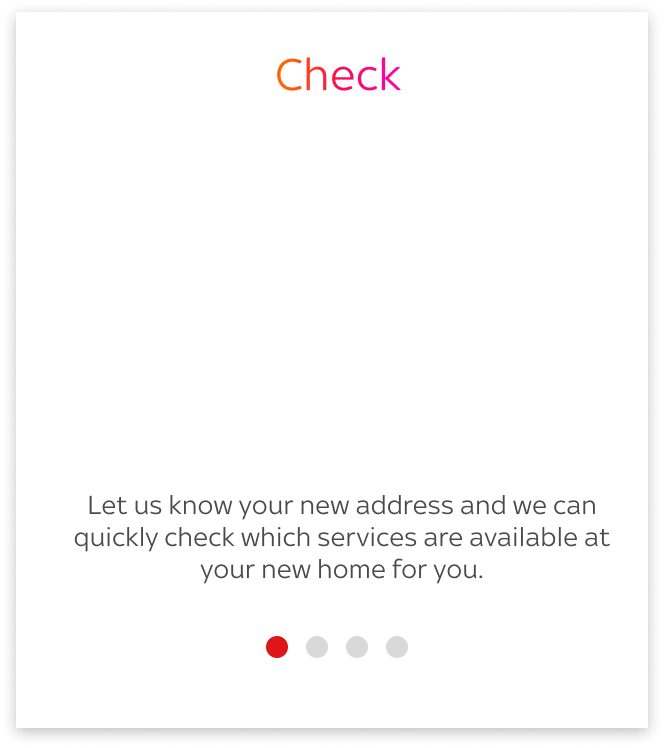 Check
Let us know your new address and we can
quickly check which services are available at
your new home for you.